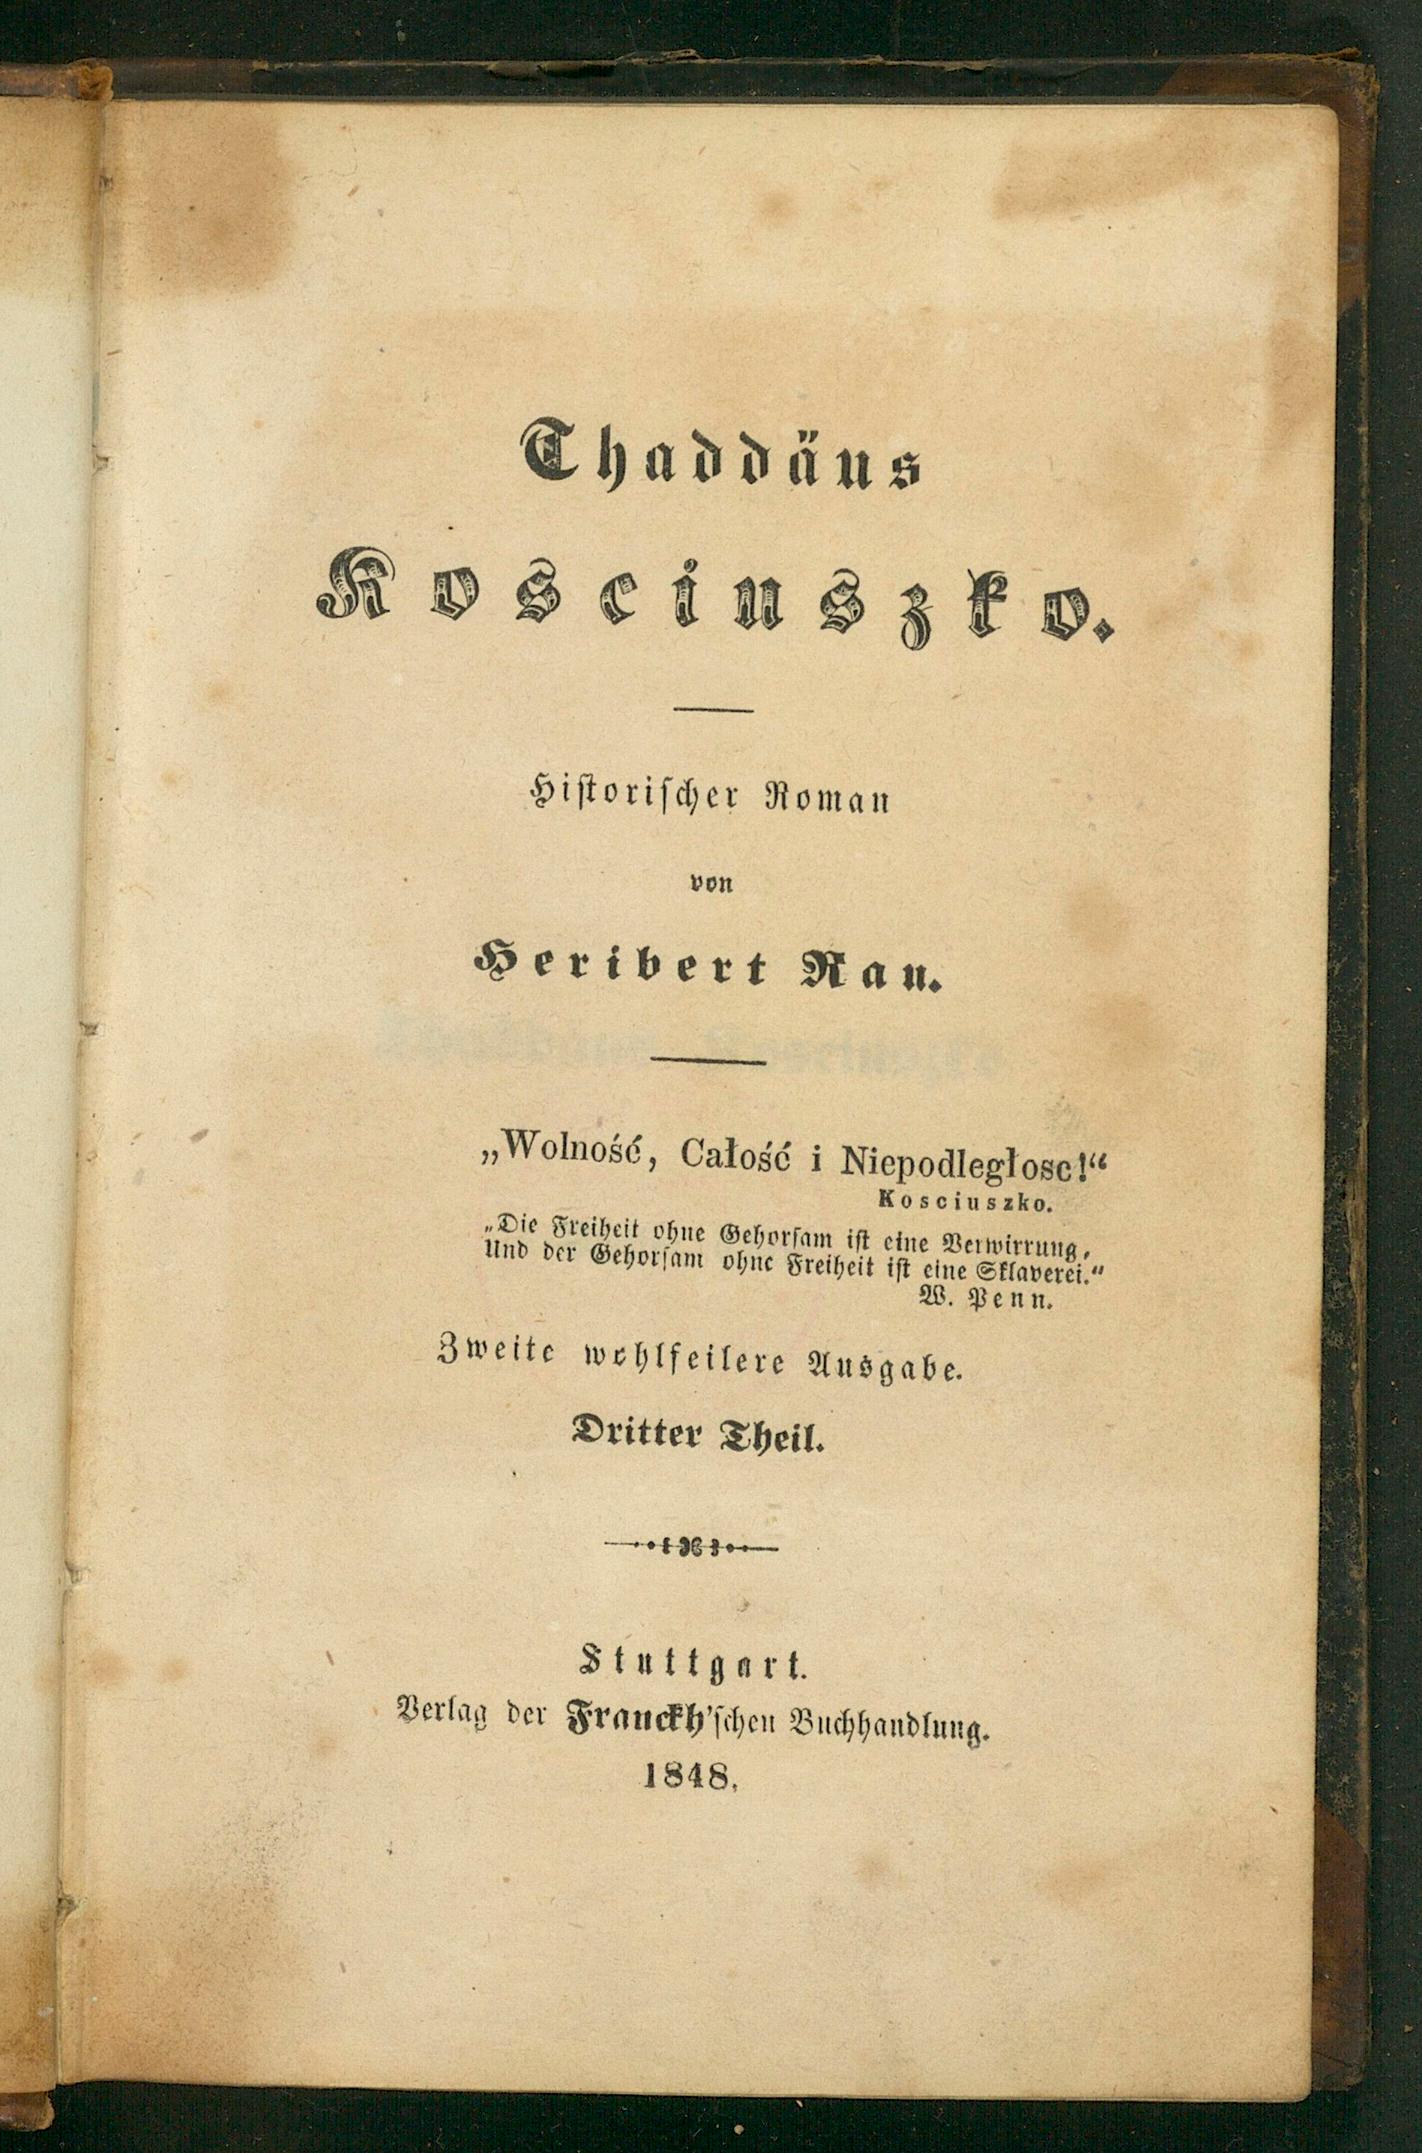 Thaddäus
Kosciuszko.
Historischer Roman
von
Heribert Rau.
„Wolność, Całość i Niepodległosc!“
Kosciuszko.
„Die Freiheit ohne Gehorsam ist eine Verwirrung,
Und der Gehorsam ohne Freiheit ist eine Sklaverei.“
W. Penn.
Zweite wohlfeilere Ausgabe.
Dritter Theil.
Stuttgart.
Verlag der Franckh'schen Buchhandlung.
1848.